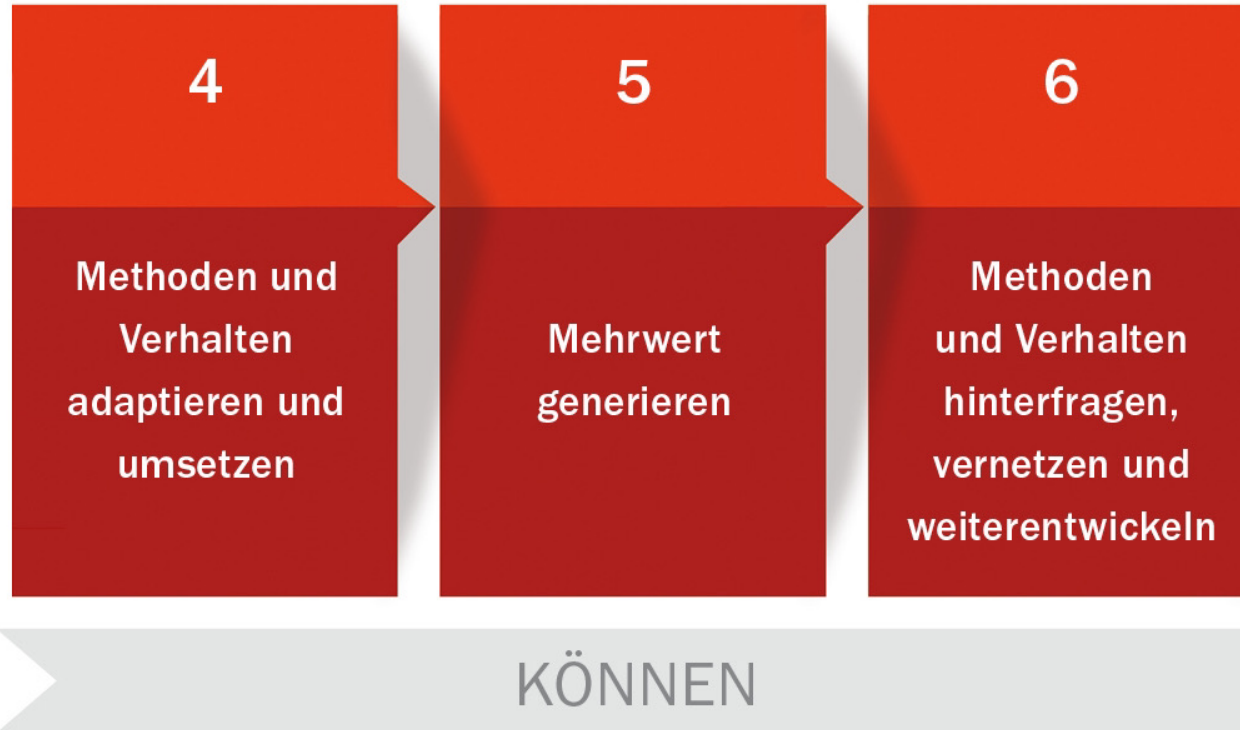 4
Methoden und
Verhalten
adaptieren und
umsetzen
5
Mehrwert
generieren
6
Methoden
und Verhalten
hinterfragen,
vernetzen und
weiterentwickeln
KÖNNEN